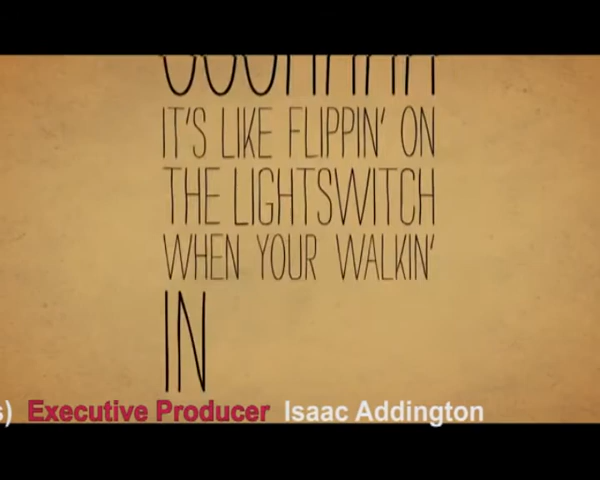 IT'S LIKE FLIPPIN' ON
THE LIGHTSWITCH
WHEN YOUR WALKIN'
IN
s) Executive Producer Isaac Addington